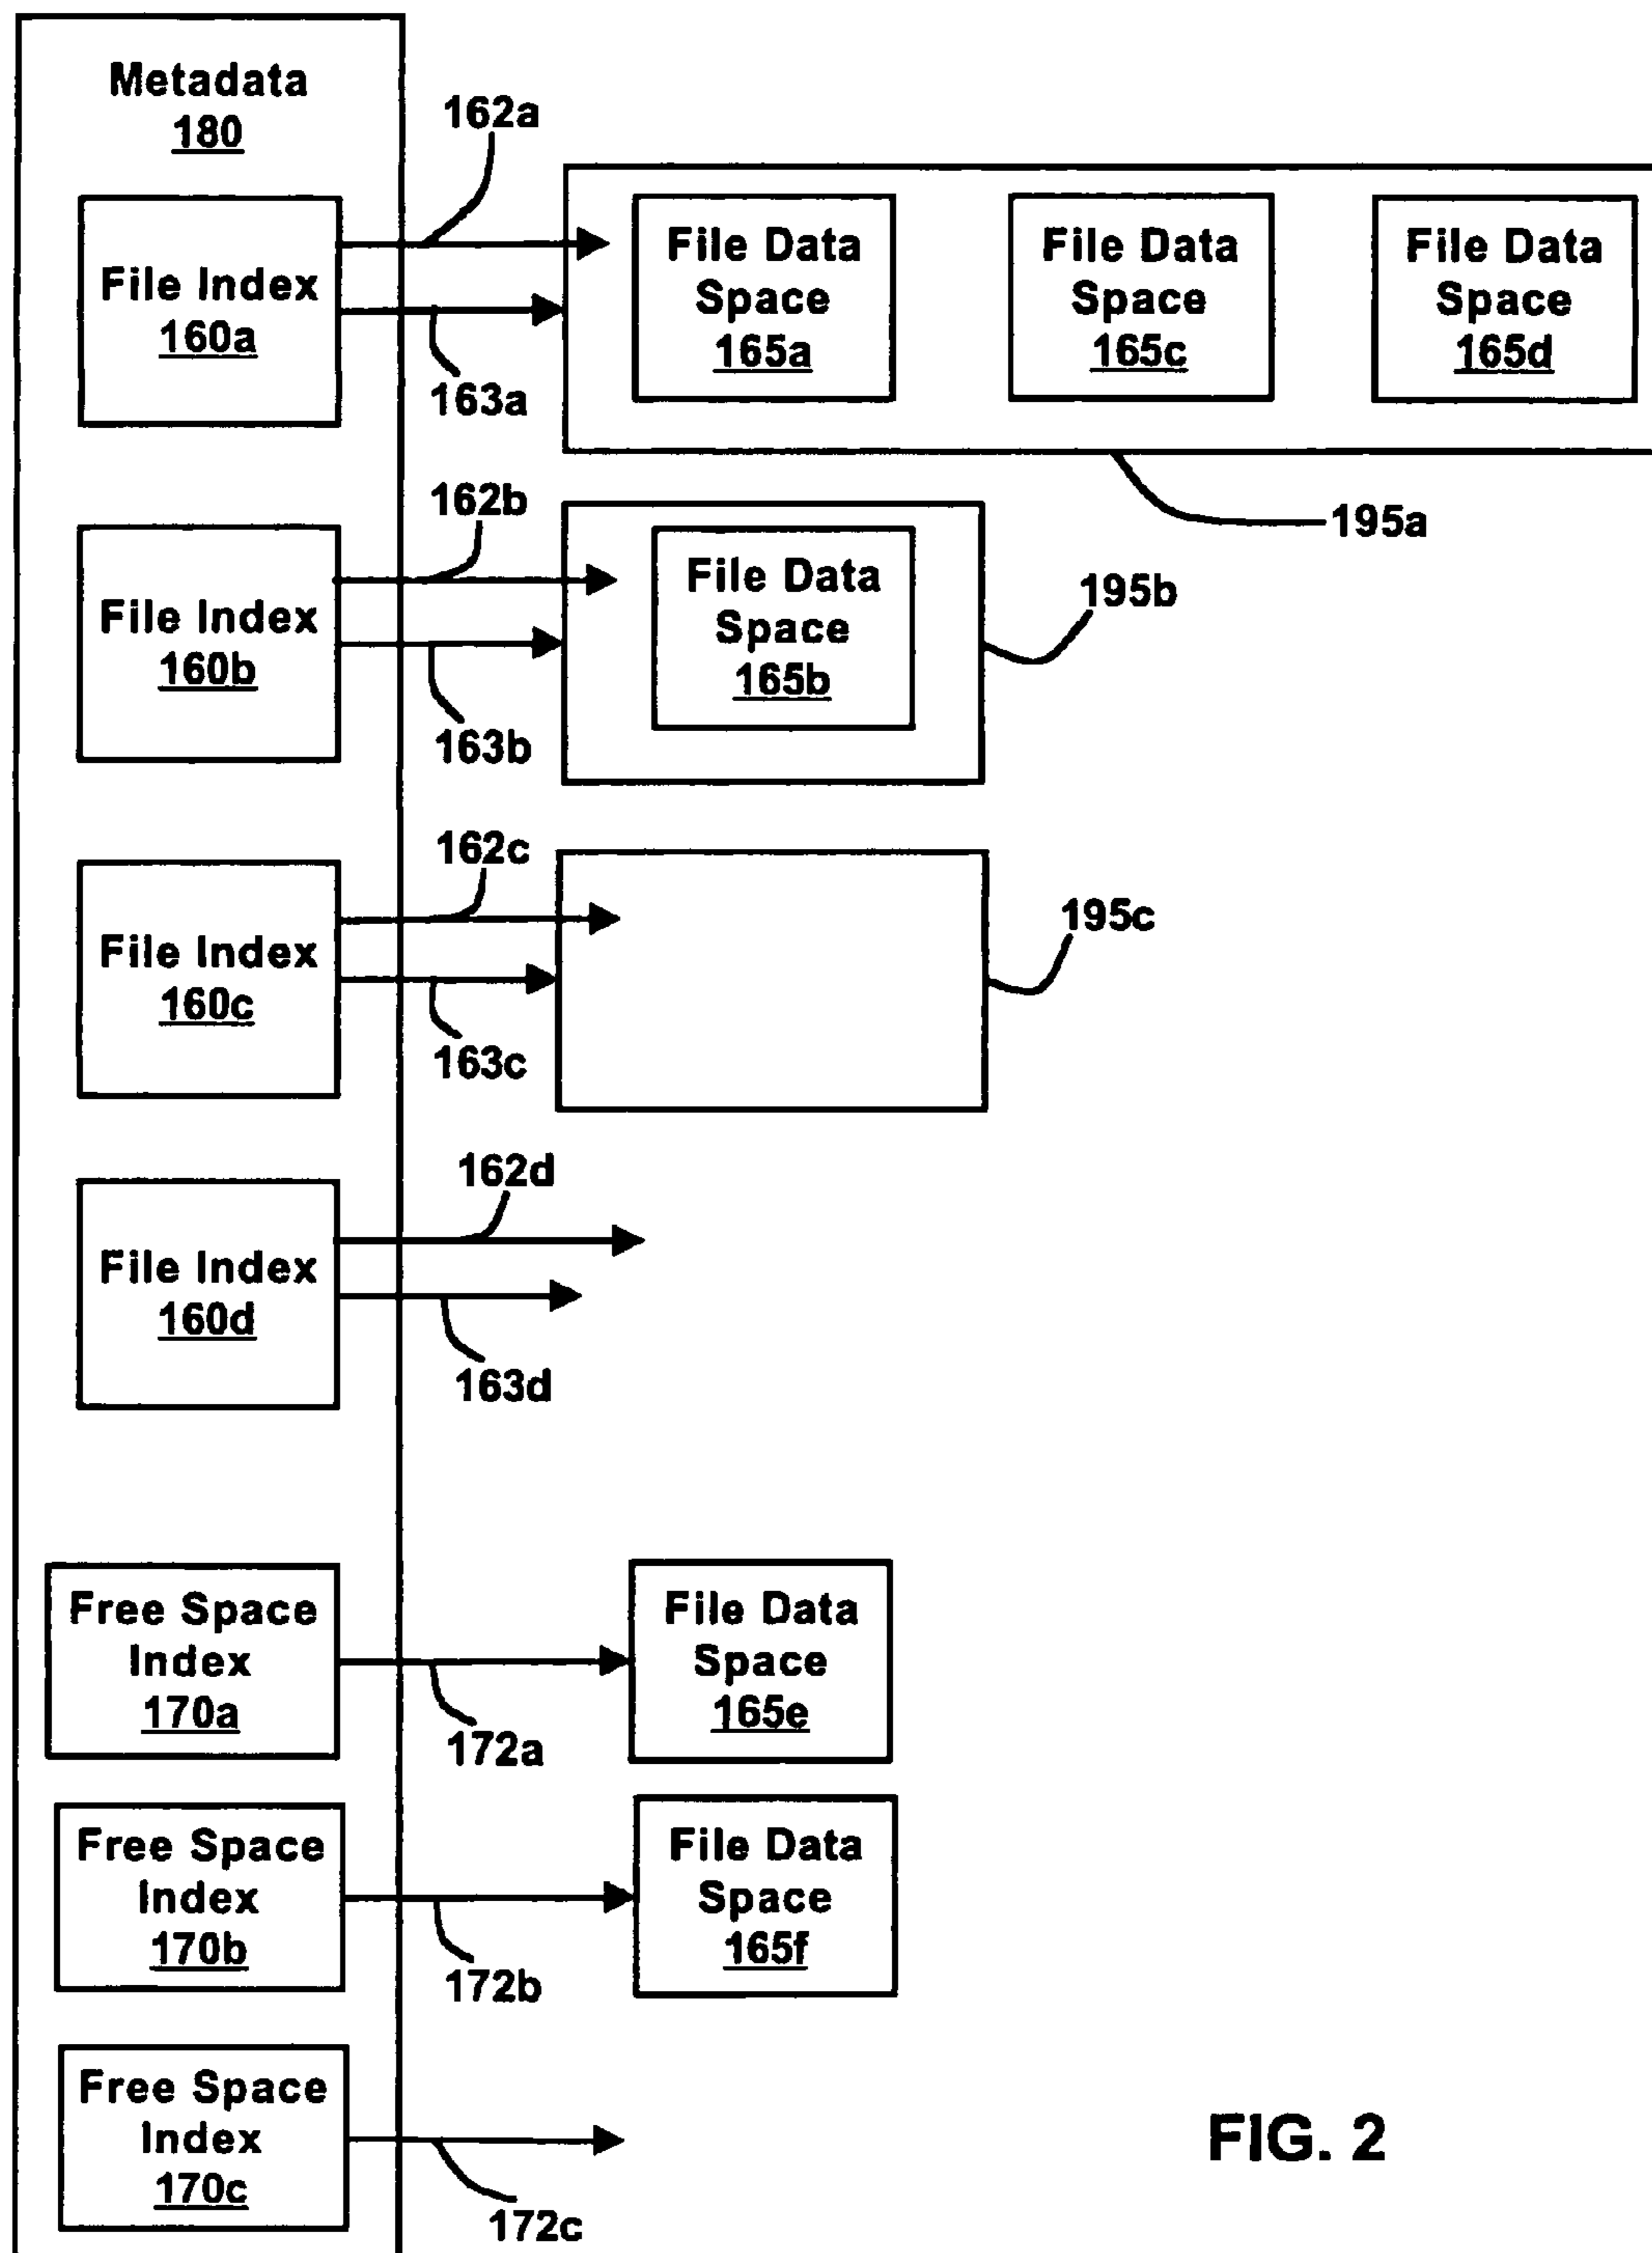 Metadata
180
162a
File Index
160a
163a
File Data
Space
165a
File Data
Space
165c
File Data
Space
165d
195a
162b
File Index
160b
163b
File Data
Space
165b
195b
162c
File Index
160c
163c
195c
162d
File Index
160d
163d
Free Space
Index
170a
172a
File Data
Space
165e
Free Space
Index
170b
172b
File Data
Space
165f
Free Space
Index
170c
172c
FIG. 2